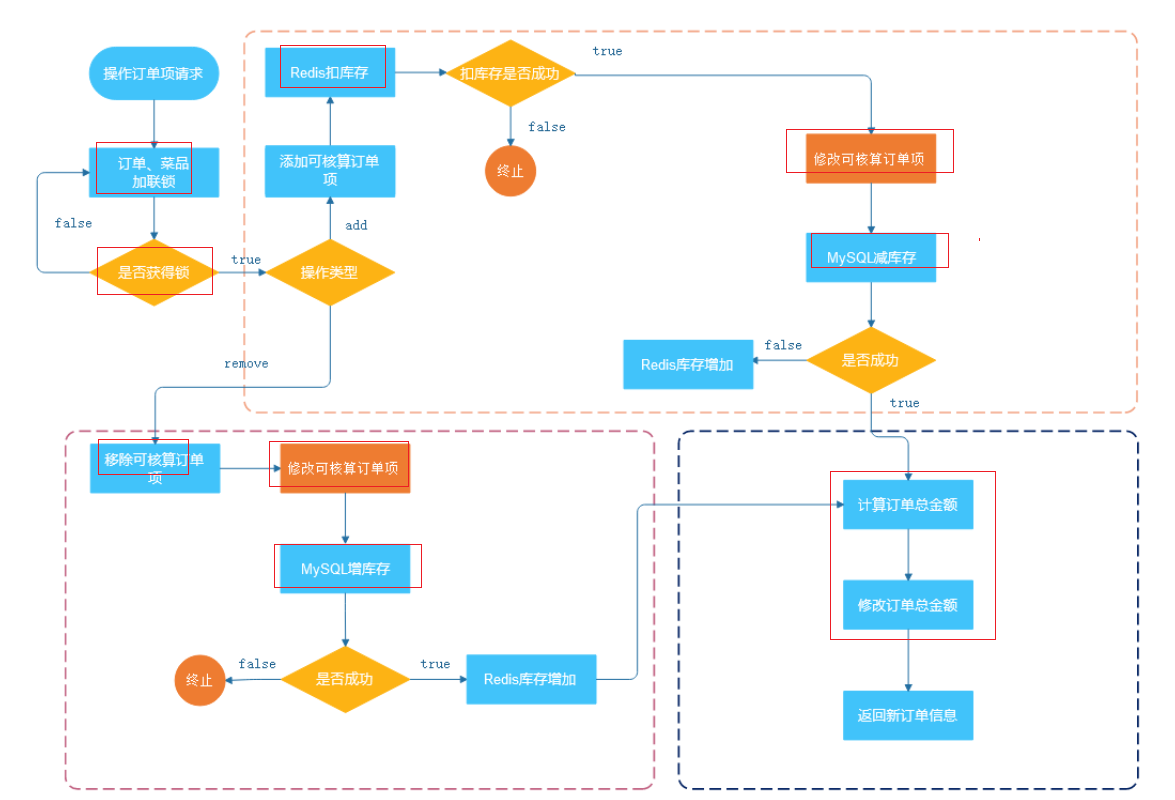 操作订单项请求
订单、菜品
加联锁
false
是否获得锁
true
操作类型
add
添加可核算订单
项
Redis扣库存
扣库存是否成功
false
终止
true
修改可核算订单项
MySQL减库存
是否成功
false
Redis库存增加
true
remove
移除可核算订单
项
修改可核算订单项
MySQL增库存
是否成功
false
终止
true
Redis库存增加
计算订单总金额
修改订单总金额
返回新订单信息